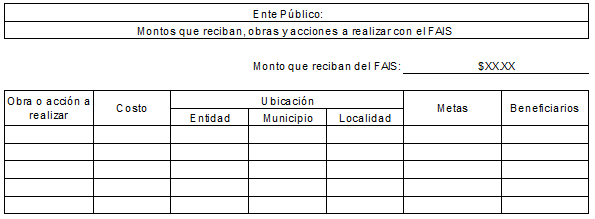 Ente Público:
Montos que reciban, obras y acciones a realizar con el FAIS
Monto que reciban del FAIS: $XX.XX
Obra o acción a realizar
Costo
Ubicación
Entidad
Municipio
Localidad
Metas
Beneficiarios